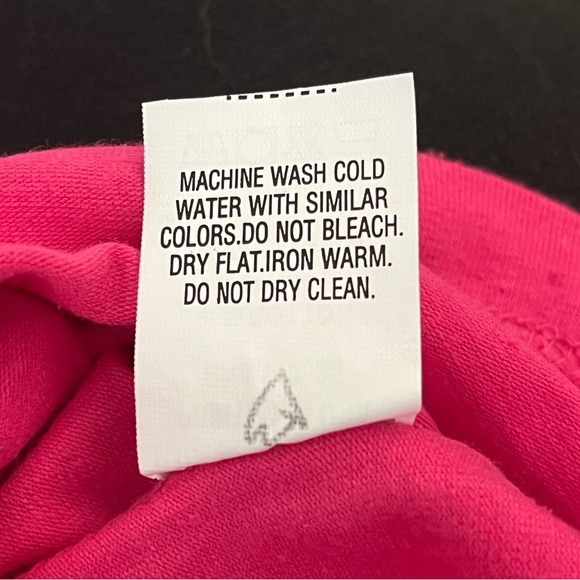 MACHINE WASH COLD
WATER WITH SIMILAR
COLORS.DO NOT BLEACH.
DRY FLAT.IRON WARM.
DO NOT DRY CLEAN.